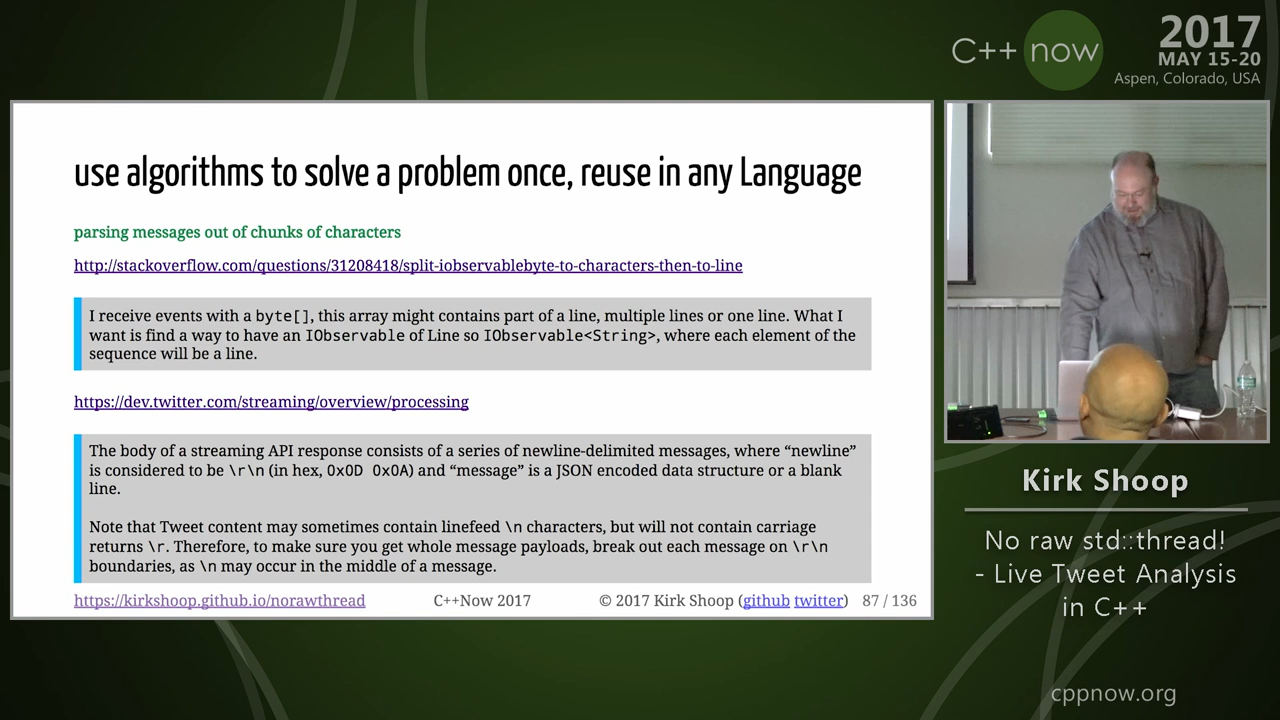 C++ now
2017
MAY 15-20
Aspen, Colorado, USA
use algorithms to solve a problem once, reuse in any Language
parsing messages out of chunks of characters
http://stackoverflow.com/questions/31208418/split-iobservablebyte-to-characters-then-to-line
I receive events with a byte[], this array might contains part of a line, multiple lines or one line. What I
want is find a way to have an IObservable of Line so IObservable<String>, where each element of the
sequence will be a line.
https://dev.twitter.com/streaming/overview/processing
The body of a streaming API response consists of a series of newline-delimited messages, where “newline”
is considered to be \r\n (in hex, 0x0D 0x0A) and “message” is a JSON encoded data structure or a blank
line.
Note that Tweet content may sometimes contain linefeed \n characters, but will not contain carriage
returns \r. Therefore, to make sure you get whole message payloads, break out each message on \r\n
boundaries, as \n may occur in the middle of a message.
https://kirkshoop.github.io/norawthread C++Now 2017 © 2017 Kirk Shoop (github twitter) 87 / 136
Kirk Shoop
No raw std::thread!
- Live Tweet Analysis
in C++
cppnow.org